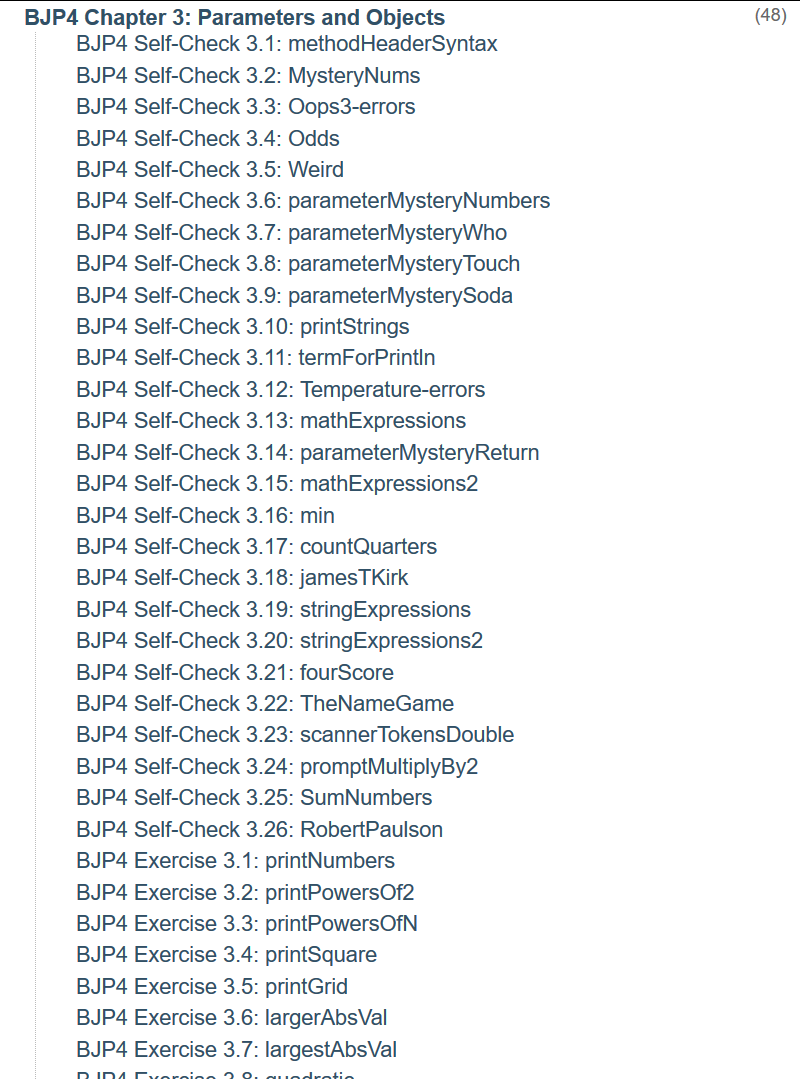 BJP4 Chapter 3: Parameters and Objects (48)
BJP4 Self-Check 3.1: methodHeaderSyntax
BJP4 Self-Check 3.2: MysteryNums
BJP4 Self-Check 3.3: Oops3-errors
BJP4 Self-Check 3.4: Odds
BJP4 Self-Check 3.5: Weird
BJP4 Self-Check 3.6: parameterMysteryNumbers
BJP4 Self-Check 3.7: parameterMysteryWho
BJP4 Self-Check 3.8: parameterMysteryTouch
BJP4 Self-Check 3.9: parameterMysterySoda
BJP4 Self-Check 3.10: printStrings
BJP4 Self-Check 3.11: termForPrintln
BJP4 Self-Check 3.12: Temperature-errors
BJP4 Self-Check 3.13: mathExpressions
BJP4 Self-Check 3.14: parameterMysteryReturn
BJP4 Self-Check 3.15: mathExpressions2
BJP4 Self-Check 3.16: min
BJP4 Self-Check 3.17: countQuarters
BJP4 Self-Check 3.18: jamesTKirk
BJP4 Self-Check 3.19: stringExpressions
BJP4 Self-Check 3.20: stringExpressions2
BJP4 Self-Check 3.21: fourScore
BJP4 Self-Check 3.22: TheNameGame
BJP4 Self-Check 3.23: scannerTokensDouble
BJP4 Self-Check 3.24: promptMultiplyBy2
BJP4 Self-Check 3.25: SumNumbers
BJP4 Self-Check 3.26: RobertPaulson
BJP4 Exercise 3.1: printNumbers
BJP4 Exercise 3.2: printPowersOf2
BJP4 Exercise 3.3: printPowersOfN
BJP4 Exercise 3.4: printSquare
BJP4 Exercise 3.5: printGrid
BJP4 Exercise 3.6: largerAbsVal
BJP4 Exercise 3.7: largestAbsVal
BJP4 Exercise 3.8: quadratic